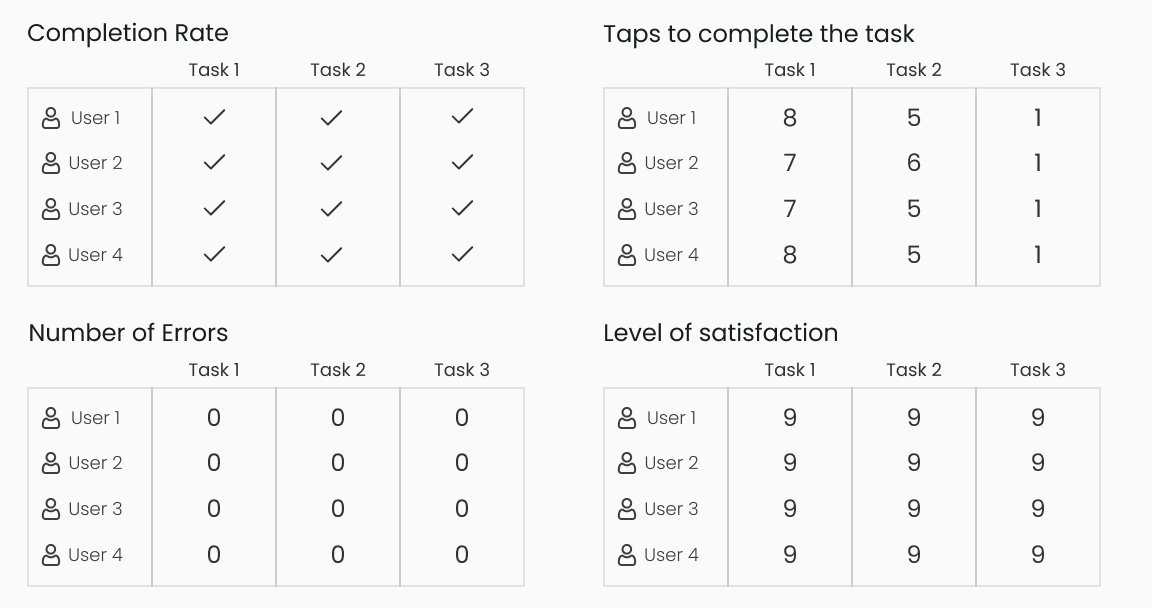 Completion Rate
Task 1 Task 2 Task 3
User 1 ✓ ✓ ✓
User 2 ✓ ✓ ✓
User 3 ✓ ✓ ✓
User 4 ✓ ✓ ✓
Taps to complete the task
Task 1 Task 2 Task 3
User 1 8 5 1
User 2 7 6 1
User 3 7 5 1
User 4 8 5 1
Number of Errors
Task 1 Task 2 Task 3
User 1 0 0 0
User 2 0 0 0
User 3 0 0 0
User 4 0 0 0
Level of satisfaction
Task 1 Task 2 Task 3
User 1 9 9 9
User 2 9 9 9
User 3 9 9 9
User 4 9 9 9